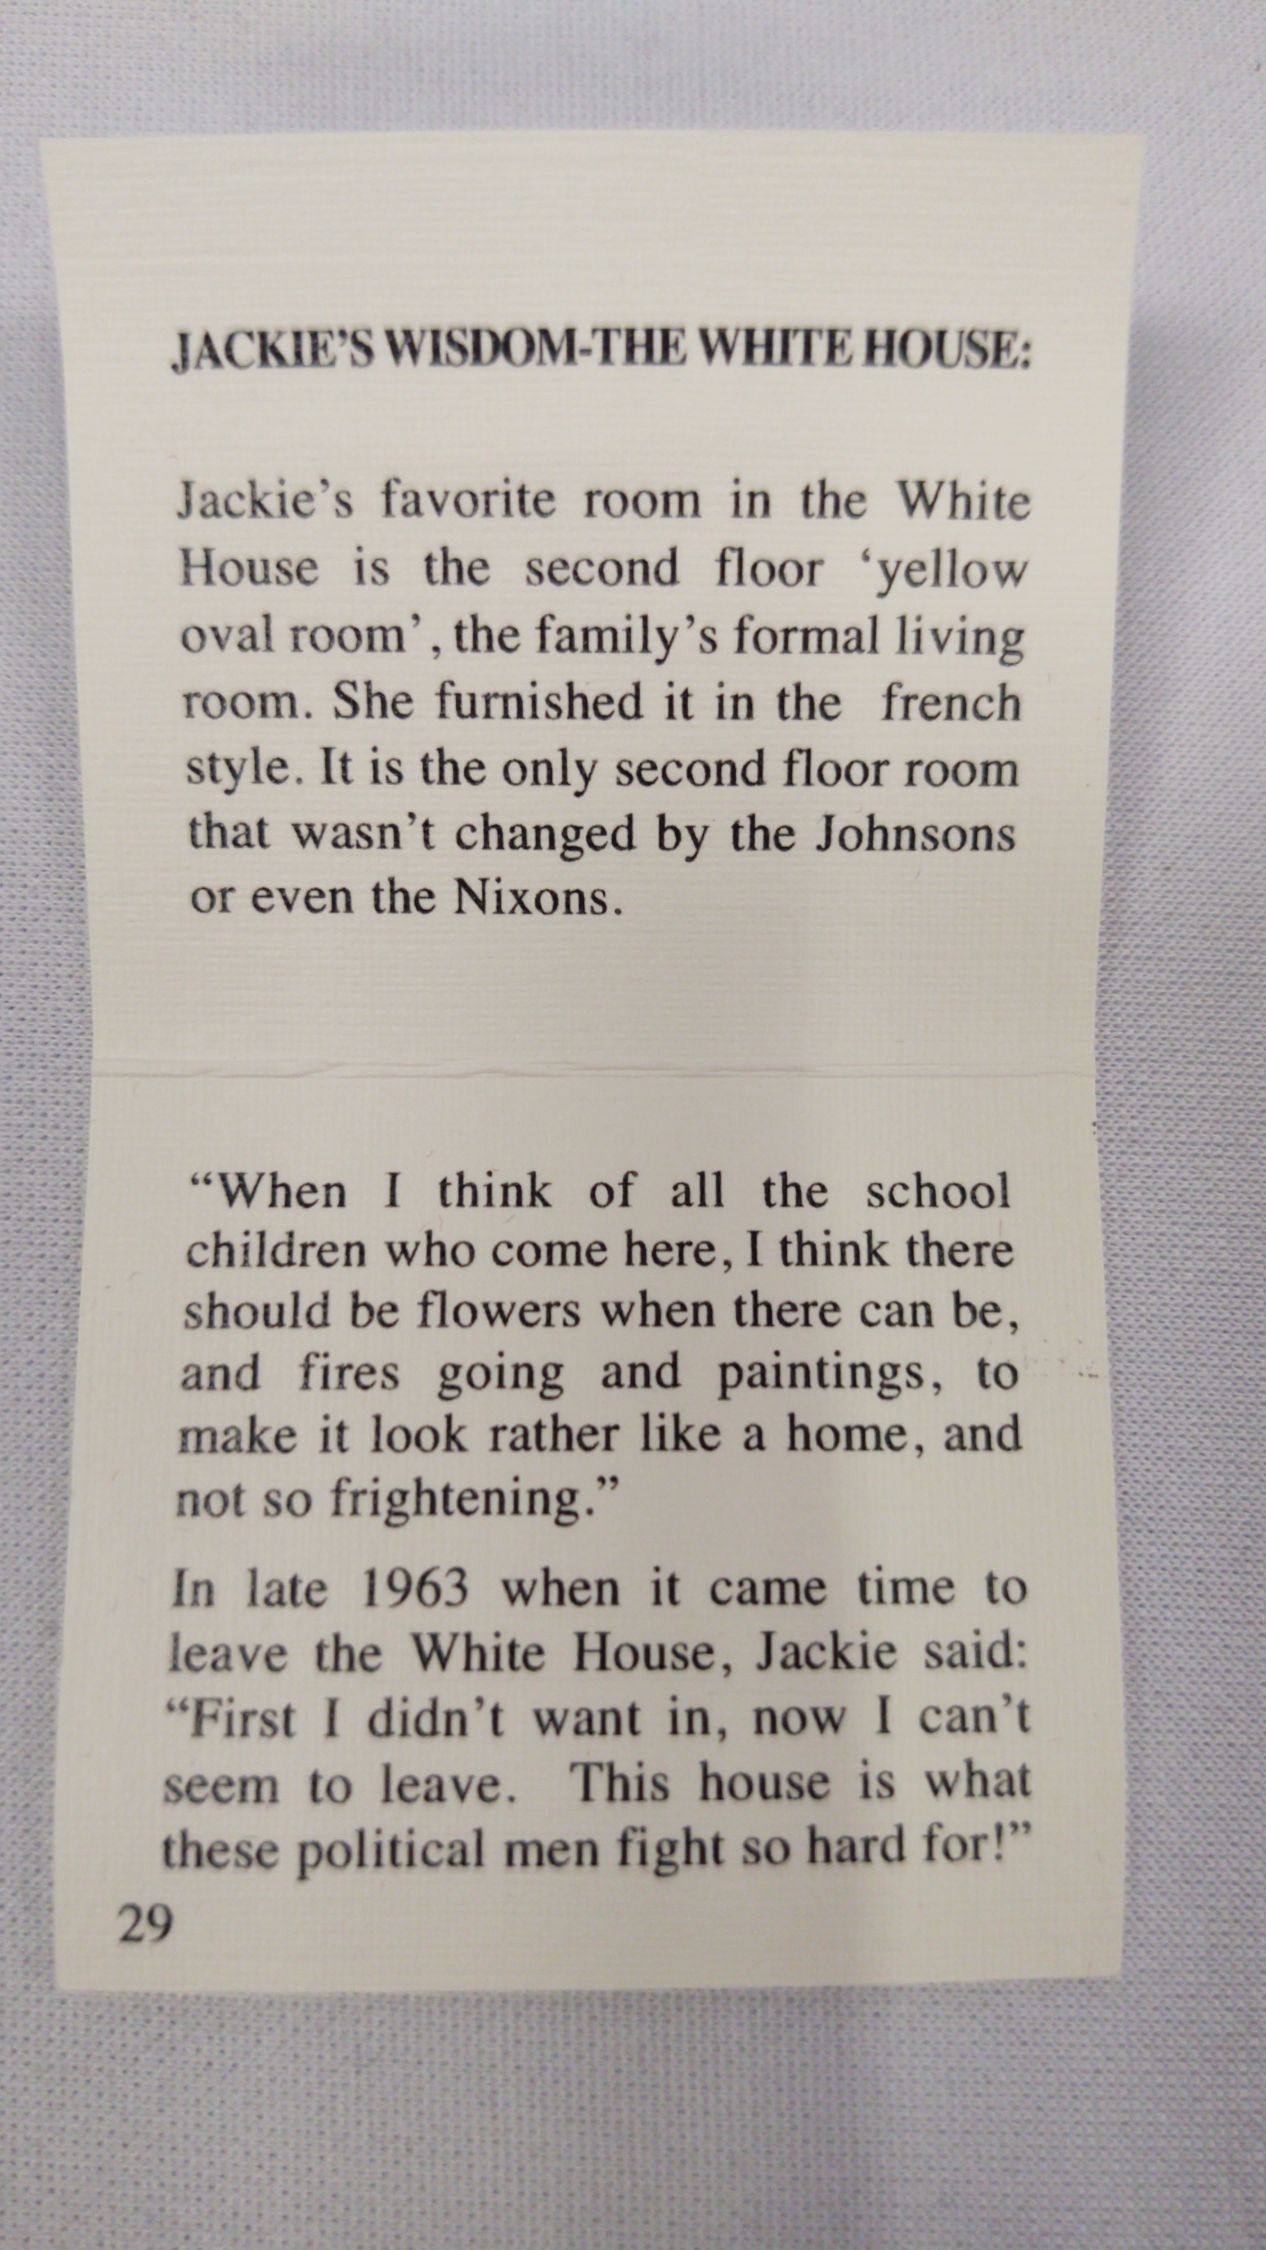 JACKIE'S WISDOM-THE WHITE HOUSE:
Jackie's favorite room in the White
House is the second floor ‘yellow
oval room’, the family's formal living
room. She furnished it in the french
style. It is the only second floor room
that wasn't changed by the Johnsons
or even the Nixons.
“When I think of all the school
children who come here, I think there
should be flowers when there can be,
and fires going and paintings, to
make it look rather like a home, and
not so frightening.”
In late 1963 when it came time to
leave the White House, Jackie said:
“First I didn't want in, now I can't
seem to leave. This house is what
these political men fight so hard for!”
29